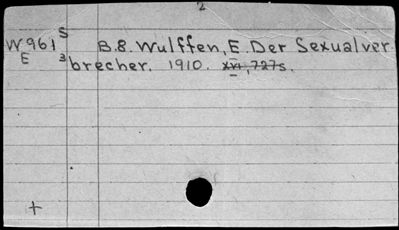 2
W961 S B.8. Wulffen, E. Der Sexualver
E 3 brecher. 1910. xvi, 727s.
+